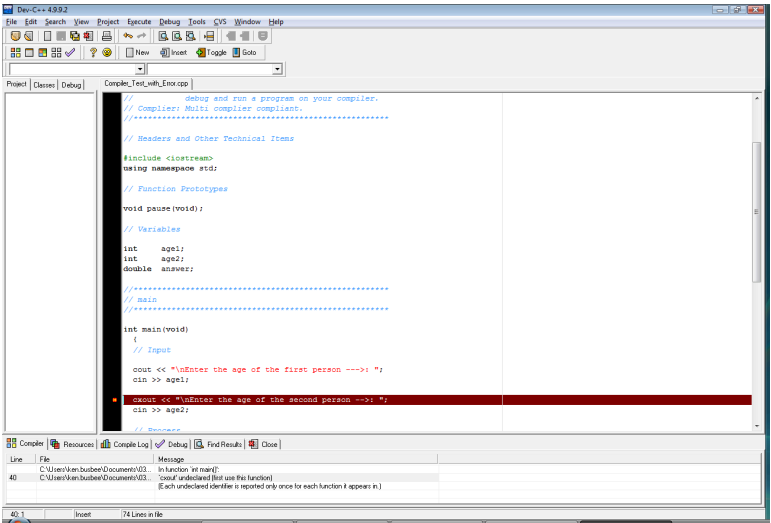 Dev-C++ 4.9.9.2
File Edit Search View Project Execute Debug Tools CVS Window Help
New Insert Toggle Goto
Project Classes Debug Compiler_Test_with_Error.cpp
// debug and run a program on your compiler.
// Complier: Multi complier compliant.
//******************************************************
// Headers and Other Technical Items
#include <iostream>
using namespace std;
// Function Prototypes
void pause(void);
// Variables
int age1;
int age2;
double answer;
//******************************************************
// main
//******************************************************
int main(void)
{
// Input
cout << "\nEnter the age of the first person --->: ";
cin >> age1;
cxout << "\nEnter the age of the second person -->: ";
cin >> age2;
// Process
Compiler Resources Compile Log Debug Find Results Close
Line File Message
C:\Users\ken.busbee\Documents\03... In function `int main()':
40 C:\Users\ken.busbee\Documents\03... `cxout' undeclared (first use this function)
(Each undeclared identifier is reported only once for each function it appears in.)
40: 1 Insert 74 Lines in file